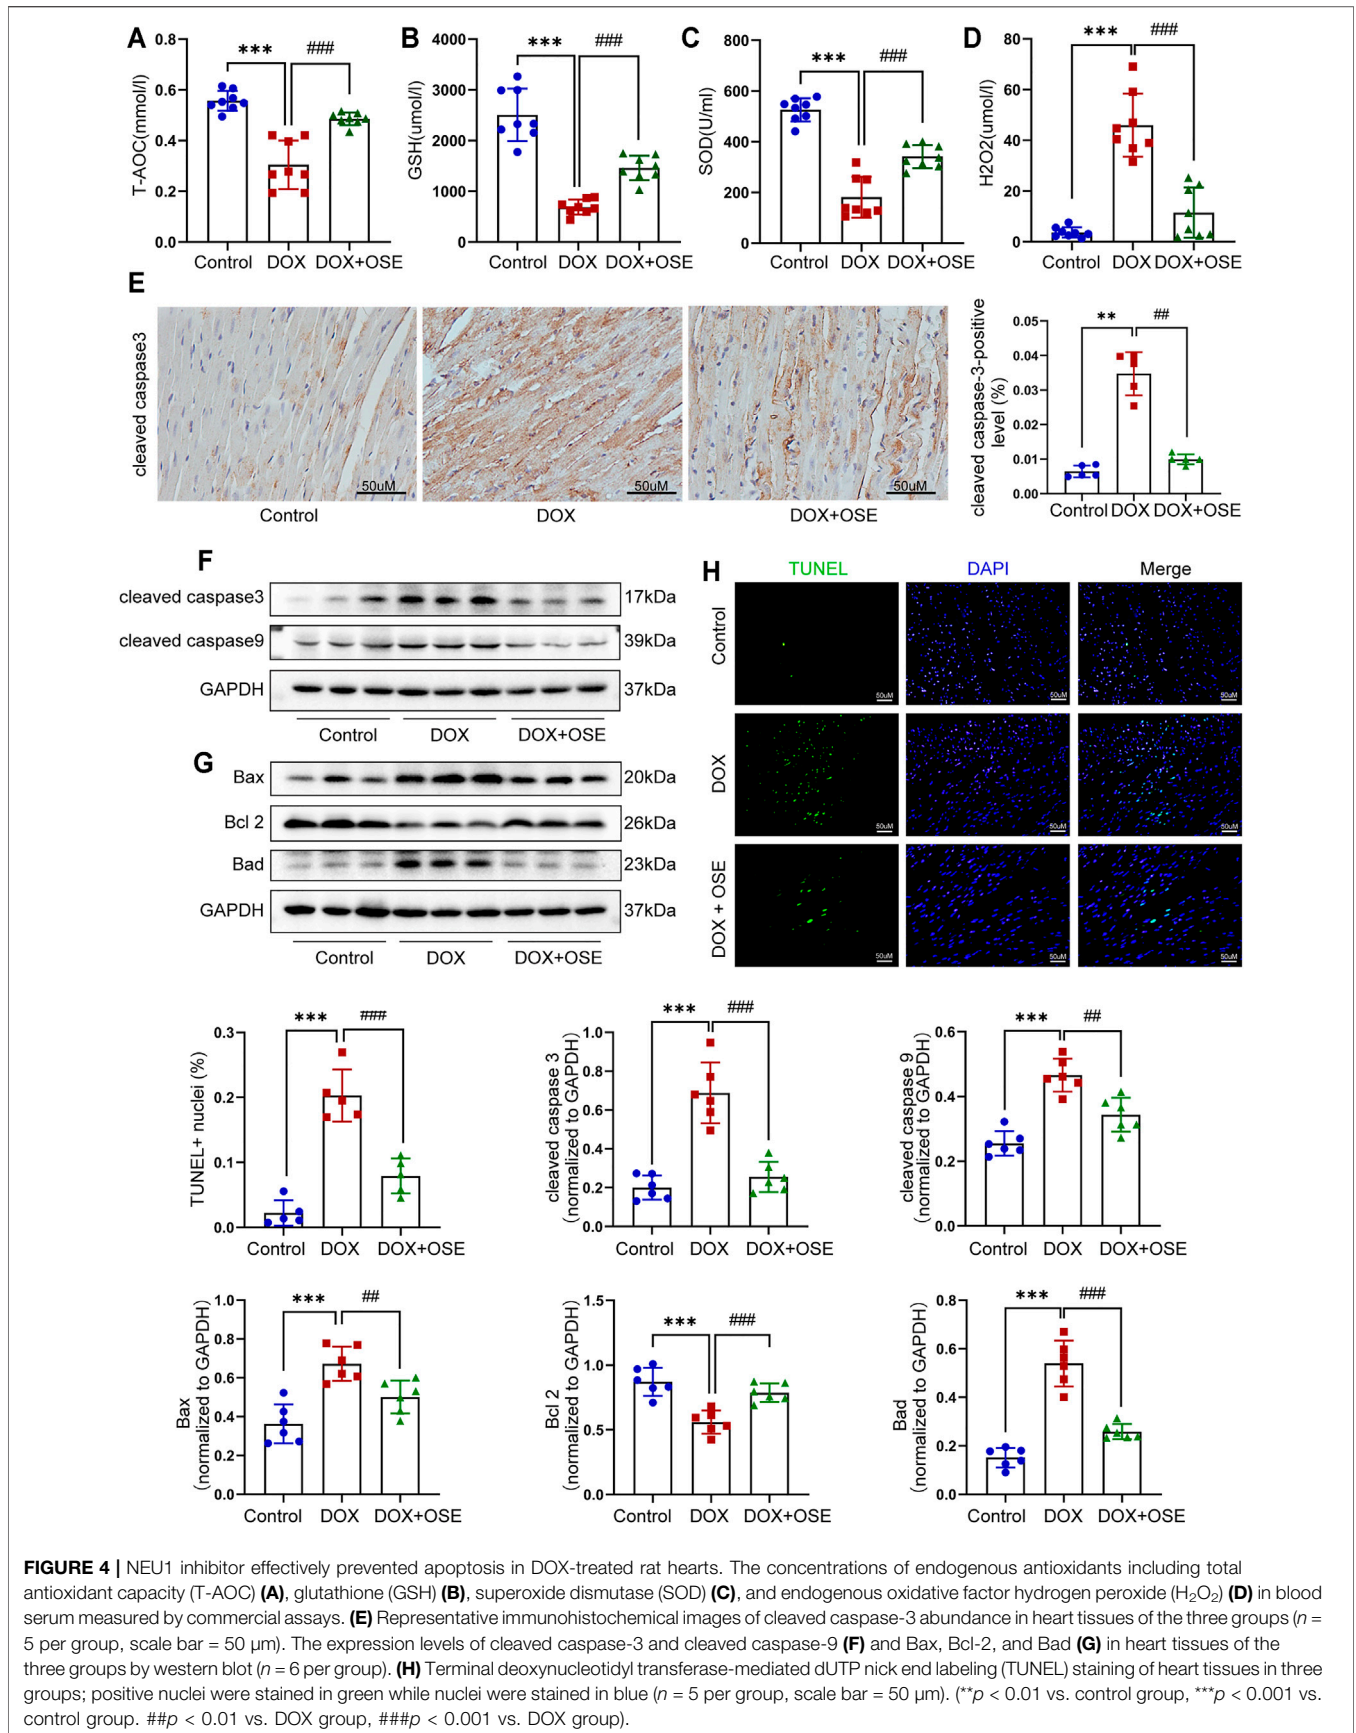 A
B
C
D
T-AOC(mmol/l)
0.8
0.6
0.4
0.2
0.0
***
###
Control
DOX
DOX+OSE
GSH(umol/l)
4000
3000
2000
1000
0
***
###
Control
DOX
DOX+OSE
SOD(U/ml)
800
600
400
200
0
***
###
Control
DOX
DOX+OSE
H2O2(umol/l)
80
60
40
20
0
***
###
Control
DOX
DOX+OSE
E
cleaved caspase3
50uM
50uM
50uM
Control
DOX
DOX+OSE
cleaved caspase-3-positive
level (%)
0.05
0.04
0.03
0.02
0.01
0.00
**
##
Control
DOX
DOX+OSE
F
cleaved caspase3
17kDa
cleaved caspase9
39kDa
GAPDH
37kDa
Control
DOX
DOX+OSE
G
Bax
20kDa
Bcl 2
26kDa
Bad
23kDa
GAPDH
37kDa
Control
DOX
DOX+OSE
H
TUNEL
DAPI
Merge
Control
50uM
50uM
50uM
DOX
50uM
50uM
50uM
DOX + OSE
50uM
50uM
50uM
TUNEL+ nuclei (%)
0.3
0.2
0.1
0.0
***
###
Control
DOX
DOX+OSE
cleaved caspase 3
(normalized to GAPDH)
1.0
0.8
0.6
0.4
0.2
0.0
***
###
Control
DOX
DOX+OSE
cleaved caspase 9
(normalized to GAPDH)
0.6
0.4
0.2
0.0
***
##
Control
DOX
DOX+OSE
Bax
(normalized to GAPDH)
1.0
0.8
0.6
0.4
0.2
0.0
***
##
Control
DOX
DOX+OSE
Bcl 2
(normalized to GAPDH)
1.5
1.0
0.5
0.0
***
###
Control
DOX
DOX+OSE
Bad
(normalized to GAPDH)
0.8
0.6
0.4
0.2
0.0
***
###
Control
DOX
DOX+OSE
FIGURE 4 | NEU1 inhibitor effectively prevented apoptosis in DOX-treated rat hearts. The concentrations of endogenous antioxidants including total
antioxidant capacity (T-AOC) (A), glutathione (GSH) (B), superoxide dismutase (SOD) (C), and endogenous oxidative factor hydrogen peroxide (H₂O₂) (D) in blood
serum measured by commercial assays. (E) Representative immunohistochemical images of cleaved caspase-3 abundance in heart tissues of the three groups (n =
5 per group, scale bar = 50 μm). The expression levels of cleaved caspase-3 and cleaved caspase-9 (F) and Bax, Bcl-2, and Bad (G) in heart tissues of the
three groups by western blot (n = 6 per group). (H) Terminal deoxynucleotidyl transferase-mediated dUTP nick end labeling (TUNEL) staining of heart tissues in three
groups; positive nuclei were stained in green while nuclei were stained in blue (n = 5 per group, scale bar = 50 μm). (**p < 0.01 vs. control group, ***p < 0.001 vs.
control group. ##p < 0.01 vs. DOX group, ###p < 0.001 vs. DOX group).